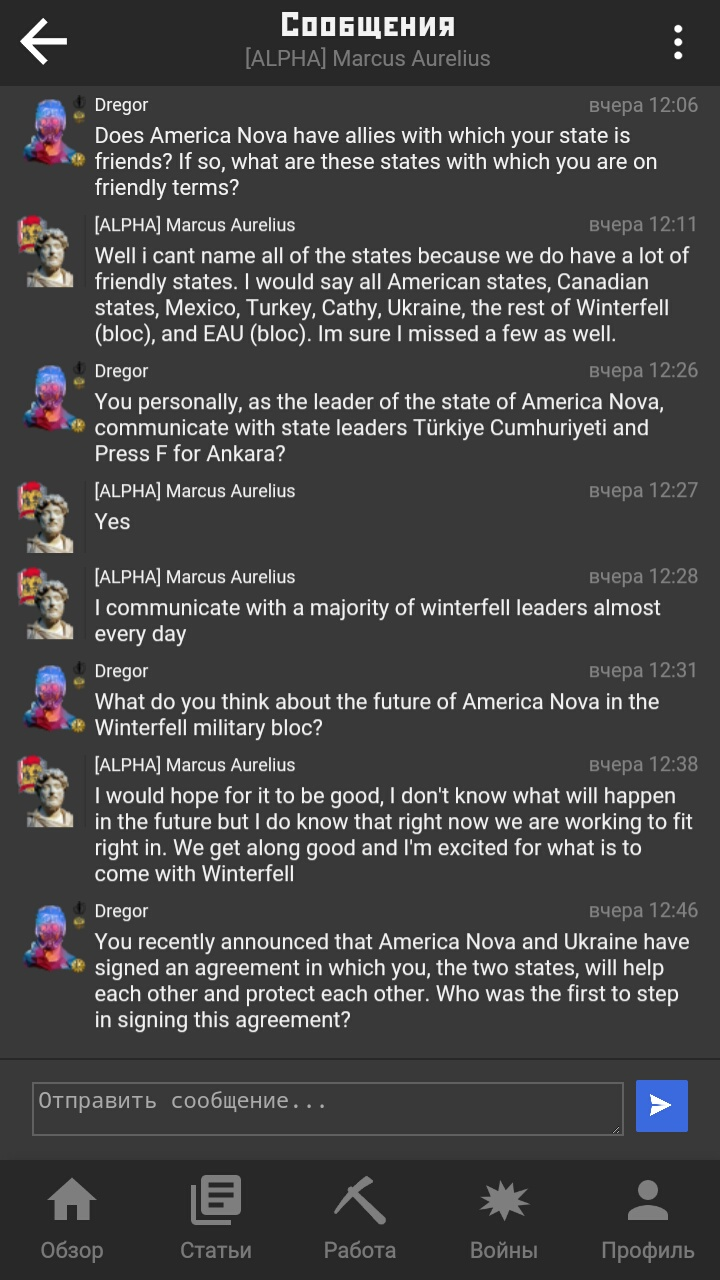 Сообщения
[ALPHA] Marcus Aurelius
Dregor
вчера 12:06
Does America Nova have allies with which your state is
friends? If so, what are these states with which you are on
friendly terms?
[ALPHA] Marcus Aurelius
вчера 12:11
Well i cant name all of the states because we do have a lot of
friendly states. I would say all American states, Canadian
states, Mexico, Turkey, Cathy, Ukraine, the rest of Winterfell
(bloc), and EAU (bloc). Im sure I missed a few as well.
Dregor
вчера 12:26
You personally, as the leader of the state of America Nova,
communicate with state leaders Türkiye Cumhuriyeti and
Press F for Ankara?
[ALPHA] Marcus Aurelius
вчера 12:27
Yes
[ALPHA] Marcus Aurelius
вчера 12:28
I communicate with a majority of winterfell leaders almost
every day
Dregor
вчера 12:31
What do you think about the future of America Nova in the
Winterfell military bloc?
[ALPHA] Marcus Aurelius
вчера 12:38
I would hope for it to be good, I don't know what will happen
in the future but I do know that right now we are working to fit
right in. We get along good and I'm excited for what is to
come with Winterfell
Dregor
вчера 12:46
You recently announced that America Nova and Ukraine have
signed an agreement in which you, the two states, will help
each other and protect each other. Who was the first to step
in signing this agreement?
Отправить сообщение...
Обзор
Статьи
Работа
Войны
Профиль